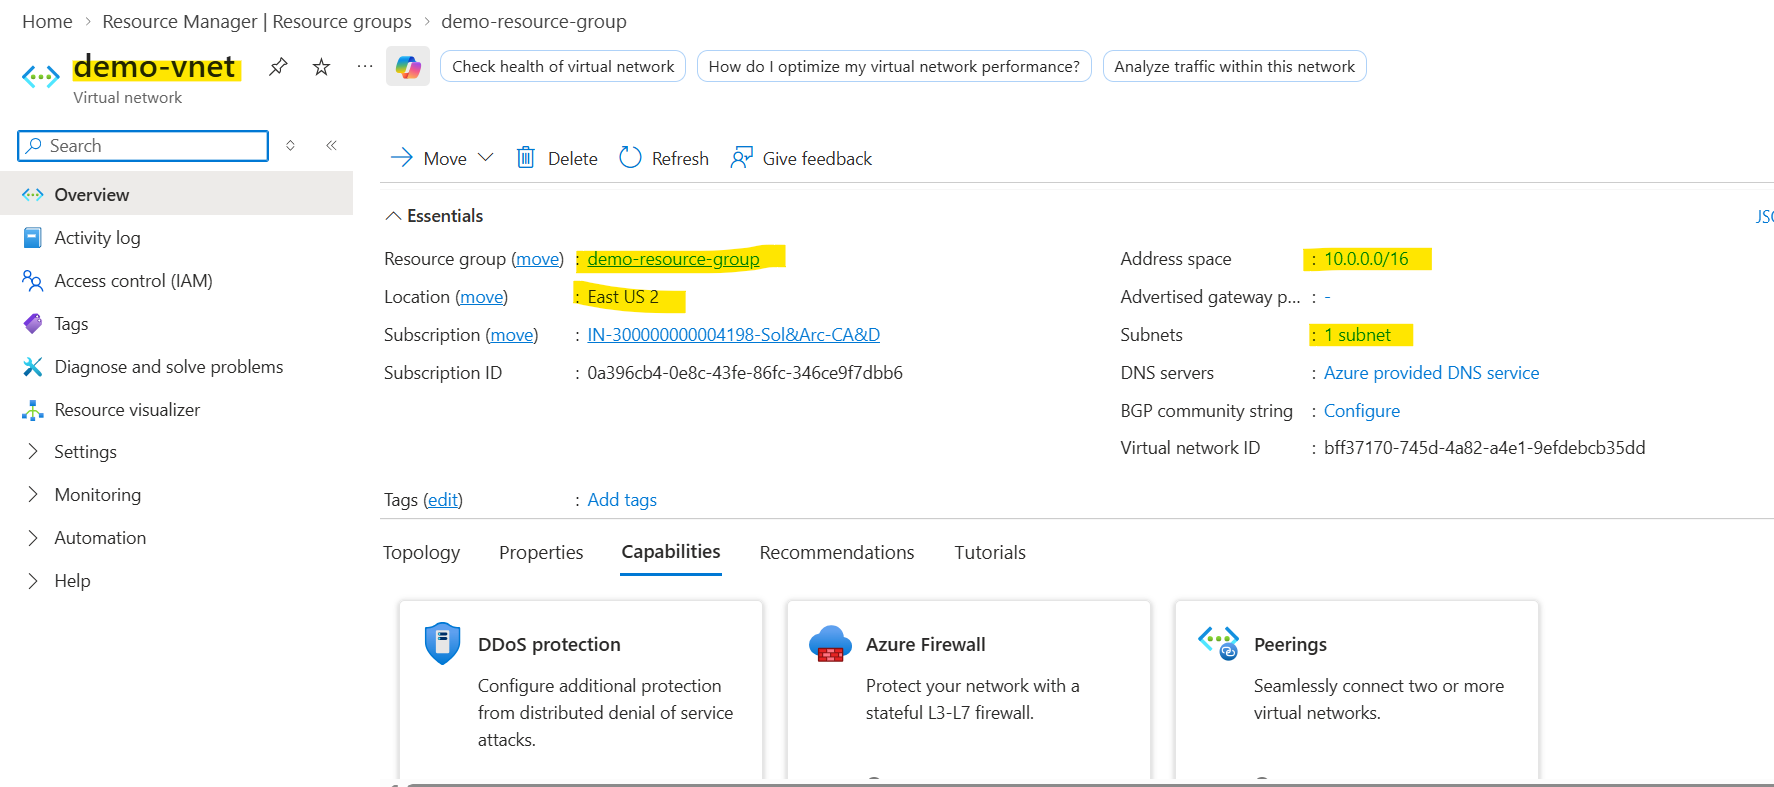 Home > Resource Manager | Resource groups > demo-resource-group
demo-vnet
Virtual network
Check health of virtual network
How do I optimize my virtual network performance?
Analyze traffic within this network
Search
Overview
Activity log
Access control (IAM)
Tags
Diagnose and solve problems
Resource visualizer
Settings
Monitoring
Automation
Help
Move
Delete
Refresh
Give feedback
Essentials
Resource group (move) : demo-resource-group
Location (move) : East US 2
Subscription (move) : IN-300000000004198-Sol&Arc-CA&D
Subscription ID : 0a396cb4-0e8c-43fe-86fc-346ce9f7dbb6
Address space : 10.0.0.0/16
Advertised gateway p... : -
Subnets : 1 subnet
DNS servers : Azure provided DNS service
BGP community string : Configure
Virtual network ID : bff37170-745d-4a82-a4e1-9efdebcb35dd
Tags (edit) : Add tags
Topology
Properties
Capabilities
Recommendations
Tutorials
DDoS protection
Configure additional protection
from distributed denial of service
attacks.
Azure Firewall
Protect your network with a
stateful L3-L7 firewall.
Peerings
Seamlessly connect two or more
virtual networks.